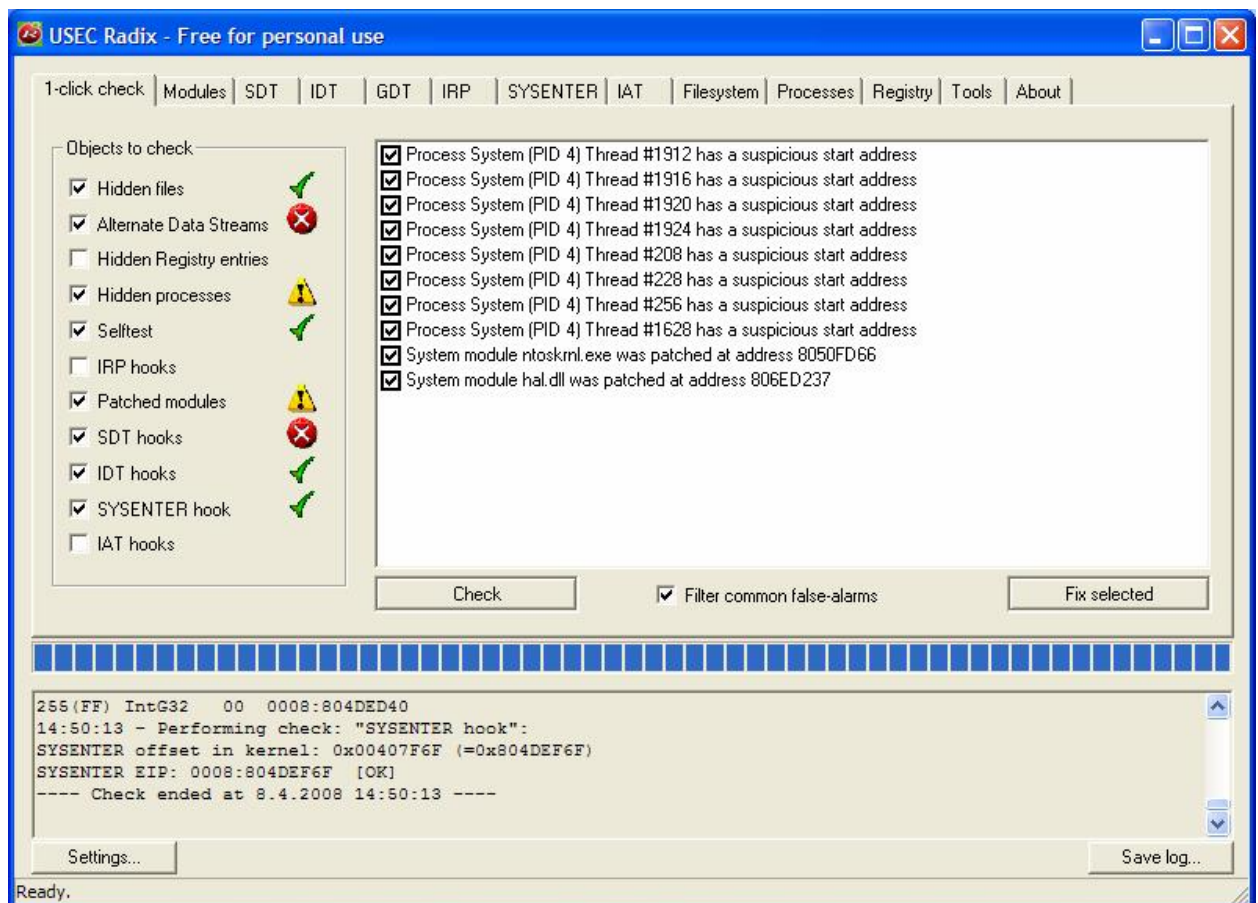 USEC Radix - Free for personal use
1-click check Modules SDT IDT GDT IRP SYSENTER IAT Filesystem Processes Registry Tools About
Objects to check
Hidden files
Alternate Data Streams
Hidden Registry entries
Hidden processes
Selftest
IRP hooks
Patched modules
SDT hooks
IDT hooks
SYSENTER hook
IAT hooks
Process System (PID 4) Thread #1912 has a suspicious start address
Process System (PID 4) Thread #1916 has a suspicious start address
Process System (PID 4) Thread #1920 has a suspicious start address
Process System (PID 4) Thread #1924 has a suspicious start address
Process System (PID 4) Thread #208 has a suspicious start address
Process System (PID 4) Thread #228 has a suspicious start address
Process System (PID 4) Thread #256 has a suspicious start address
Process System (PID 4) Thread #1628 has a suspicious start address
System module ntoskrnl.exe was patched at address 8050FD66
System module hal.dll was patched at address 806ED237
Check Filter common false-alarms Fix selected
255(FF) IntG32 00 0008:804DED40
14:50:13 - Performing check: "SYSENTER hook":
SYSENTER offset in kernel: 0x00407F6F (=0x804DEF6F)
SYSENTER EIP: 0008:804DEF6F [OK]
---- Check ended at 8.4.2008 14:50:13 ----
Settings... Save log...
Ready.